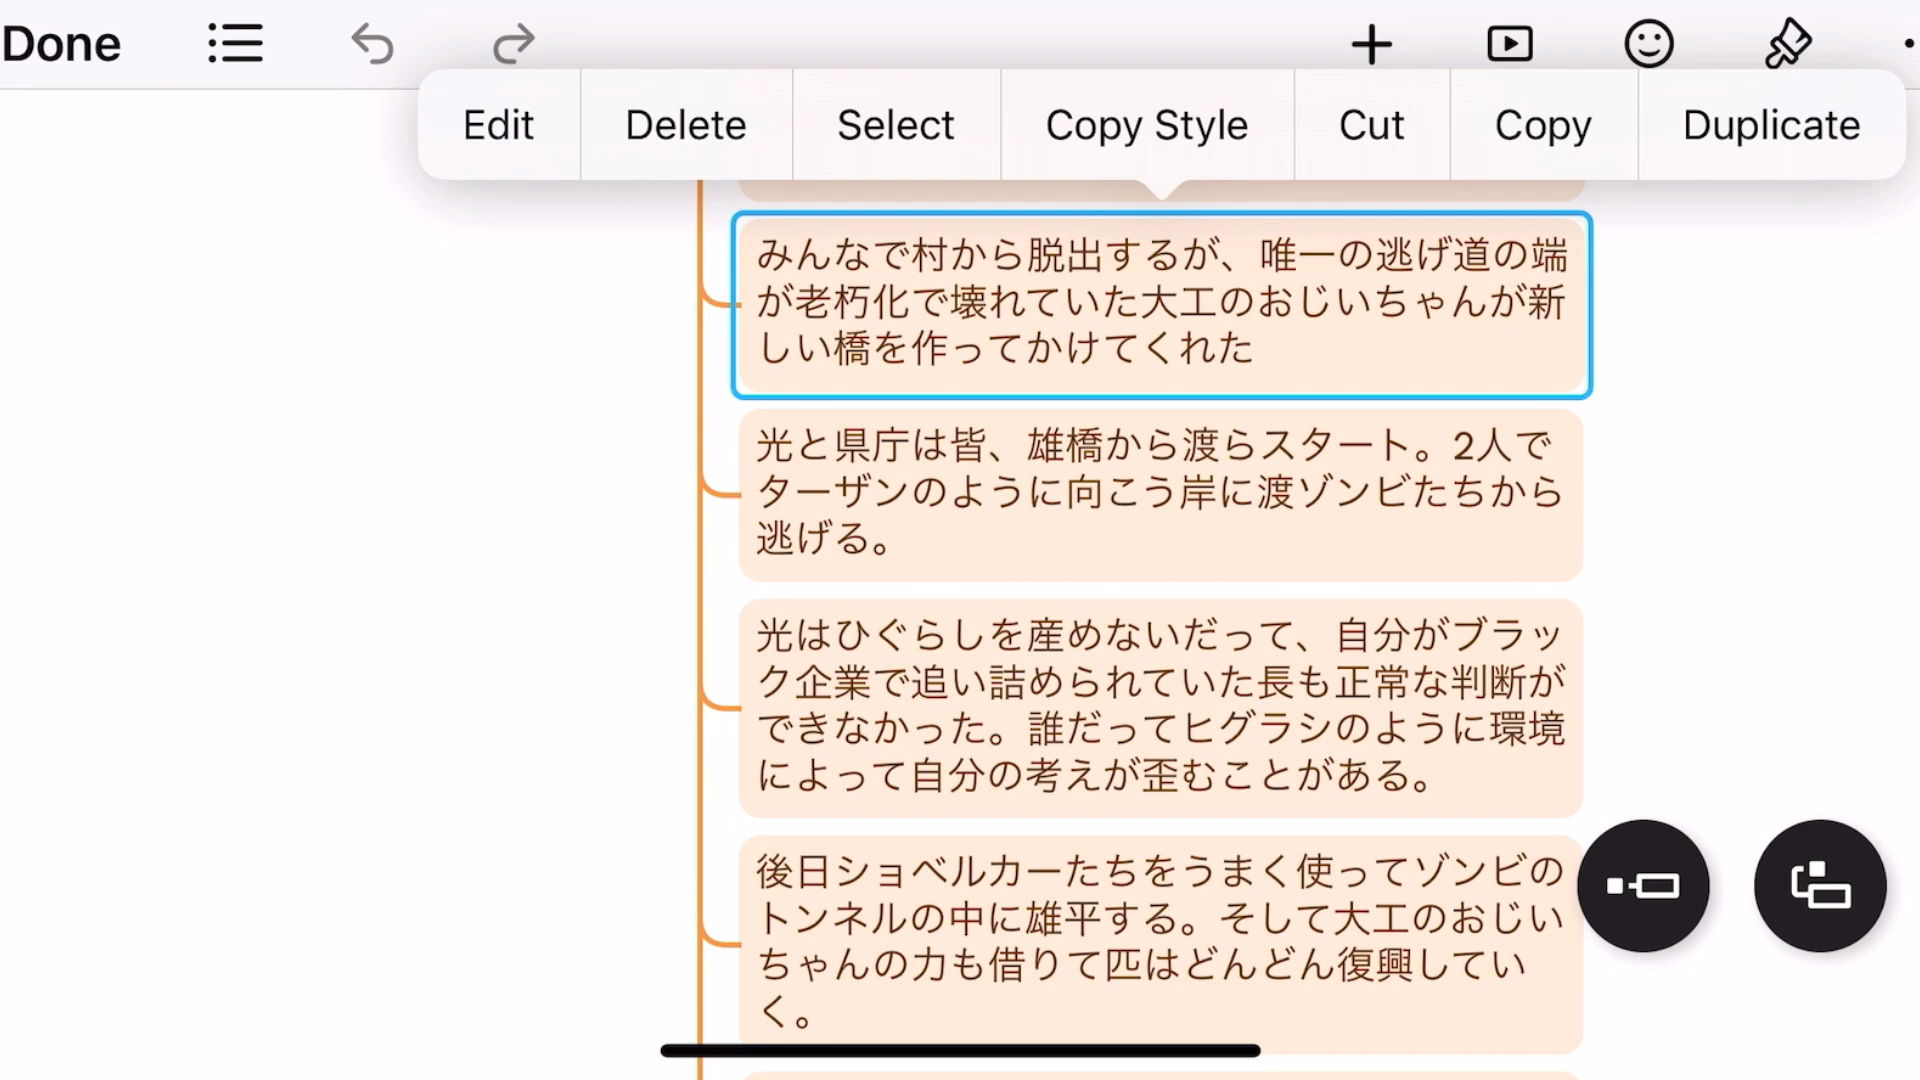 Done
Edit
Delete
Select
Copy Style
Cut
Copy
Duplicate
みんなで村から脱出するが、唯一の逃げ道の端
が老朽化で壊れていた大工のおじいちゃんが新
しい橋を作ってかけてくれた
光と県庁は皆、雄橋から渡らスタート。2人で
ターザンのように向こう岸に渡ゾンビたちから
逃げる。
光はひぐらしを産めないだって、自分がブラッ
ク企業で追い詰められていた長も正常な判断が
できなかった。誰だってヒグラシのように環境
によって自分の考えが歪むことがある。
後日ショベルカーたちをうまく使ってゾンビの
トンネルの中に雄平する。そして大工のおじい
ちゃんの力も借りて匹はどんどん復興してい
く。